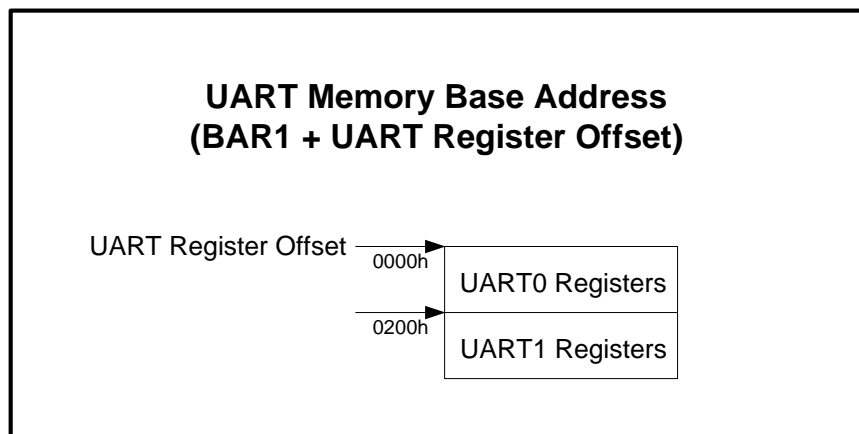 UART Memory Base Address
(BAR1 + UART Register Offset)
UART Register Offset
0000h
UART0 Registers
0200h
UART1 Registers